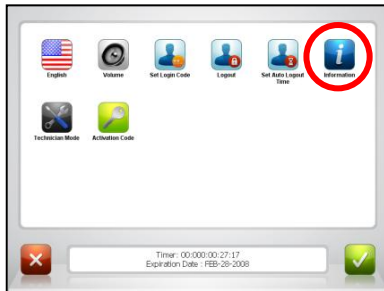 English
Volume
Set Login Code
Logout
Set Auto Logout
Time
Information
Technician Mode
Activation Code
Timer: 00:000:00:27:17
Expiration Date : FEB-28-2008